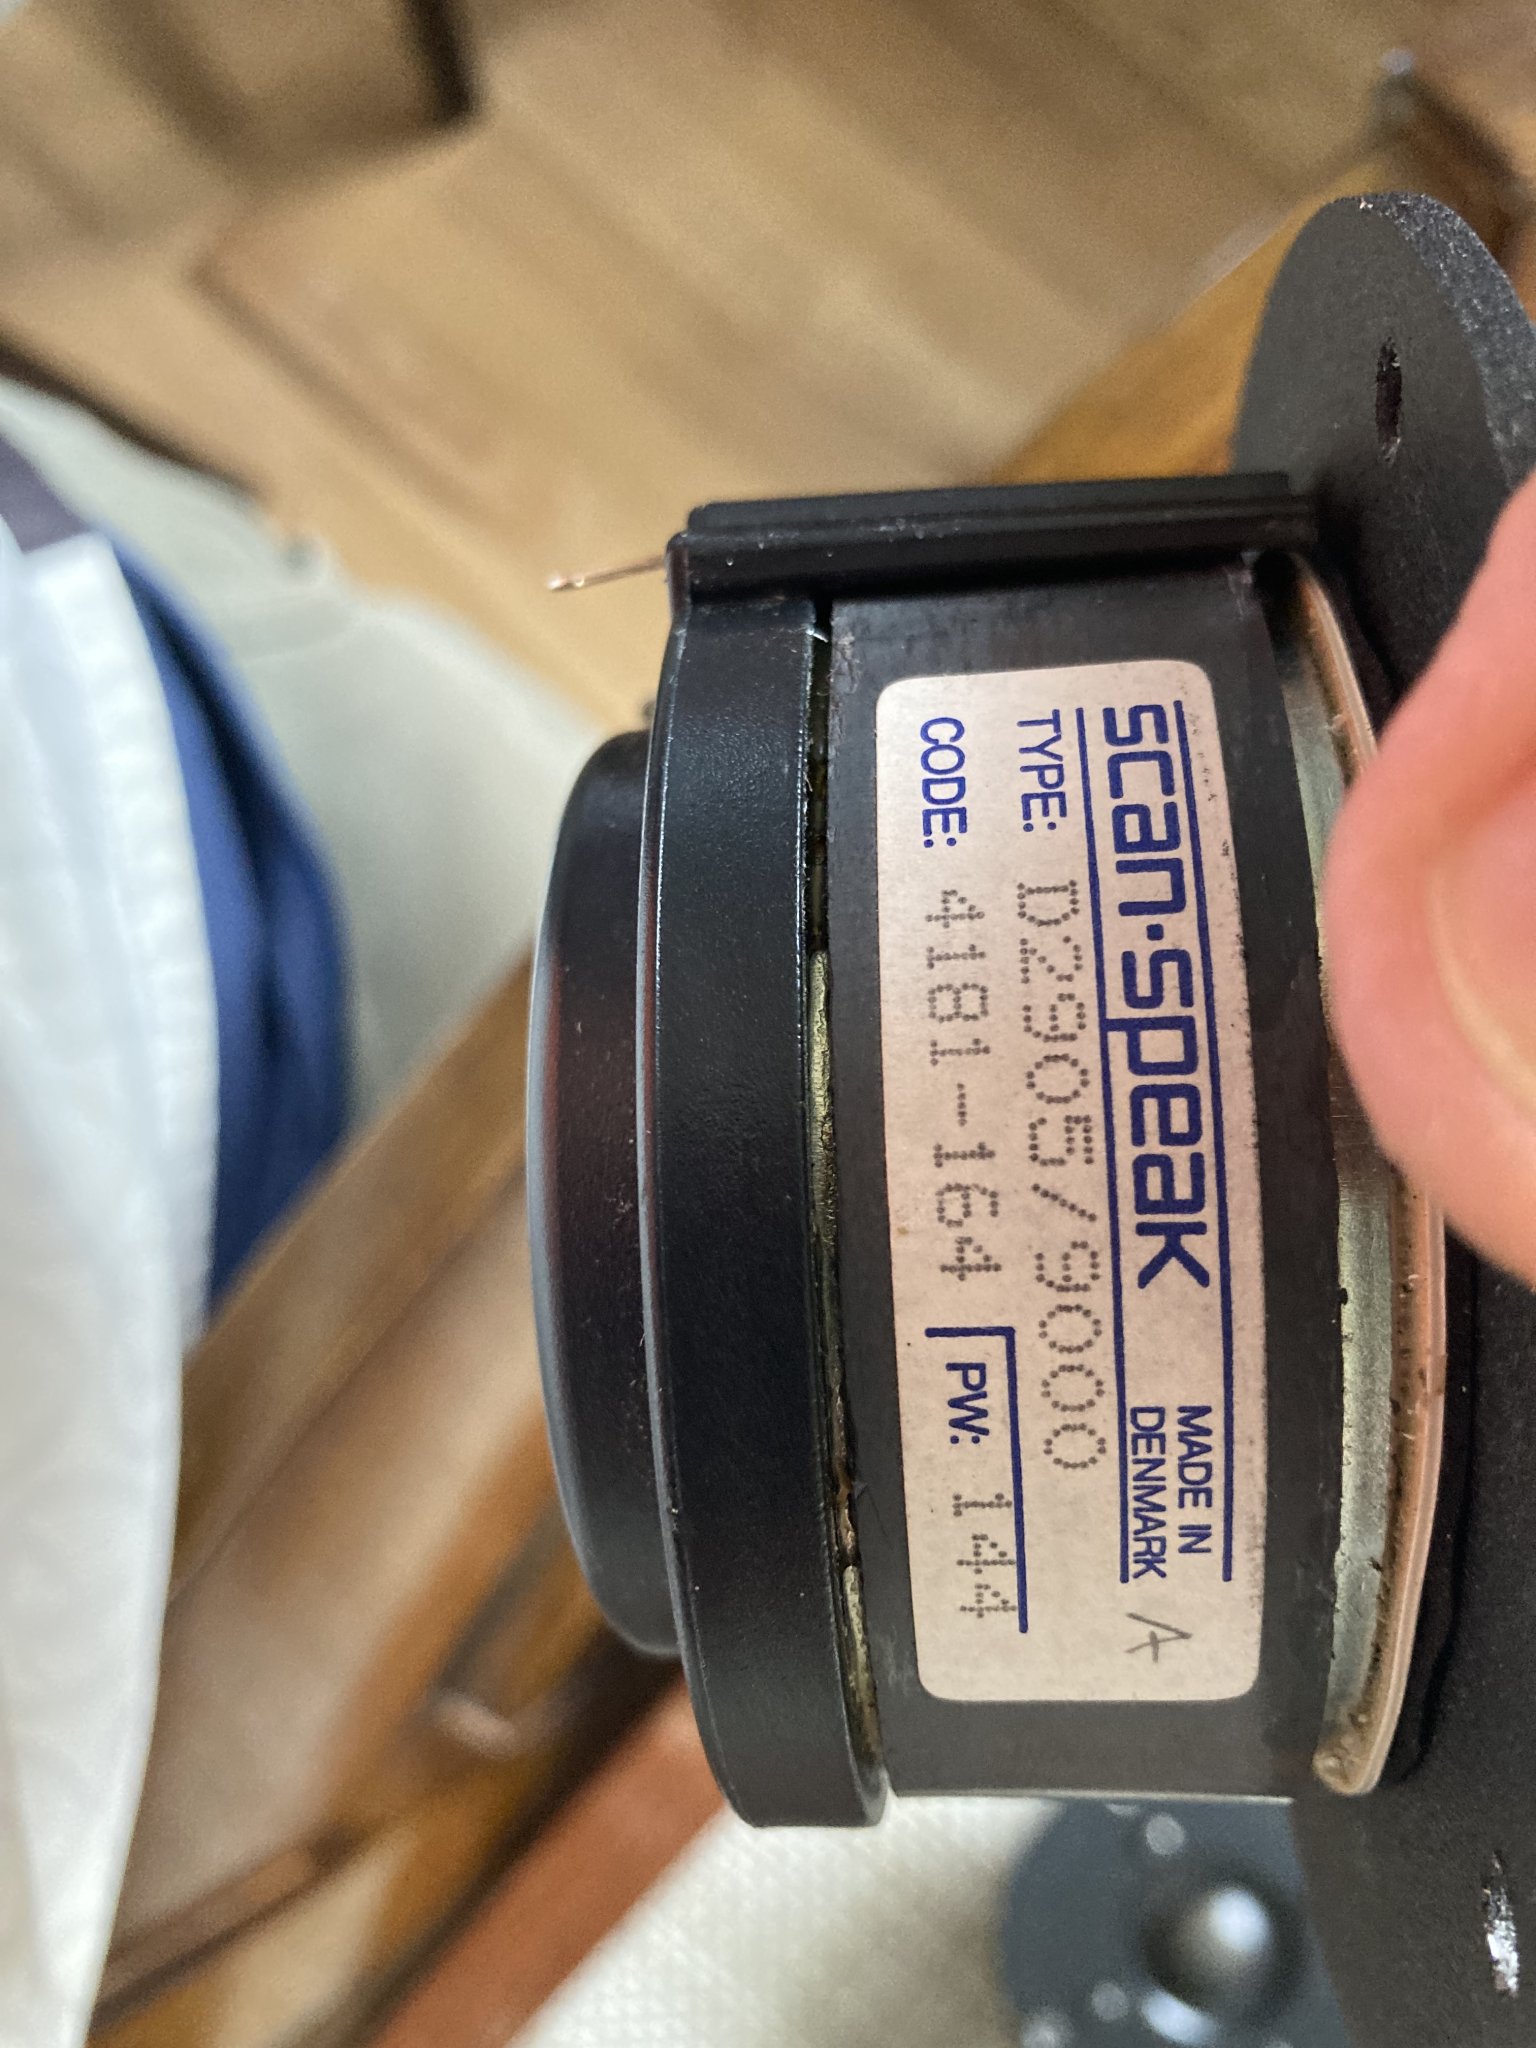 scan-speak MADE IN
DENMARK A
TYPE: D2905/9000
CODE: 4181-164 PW: 144